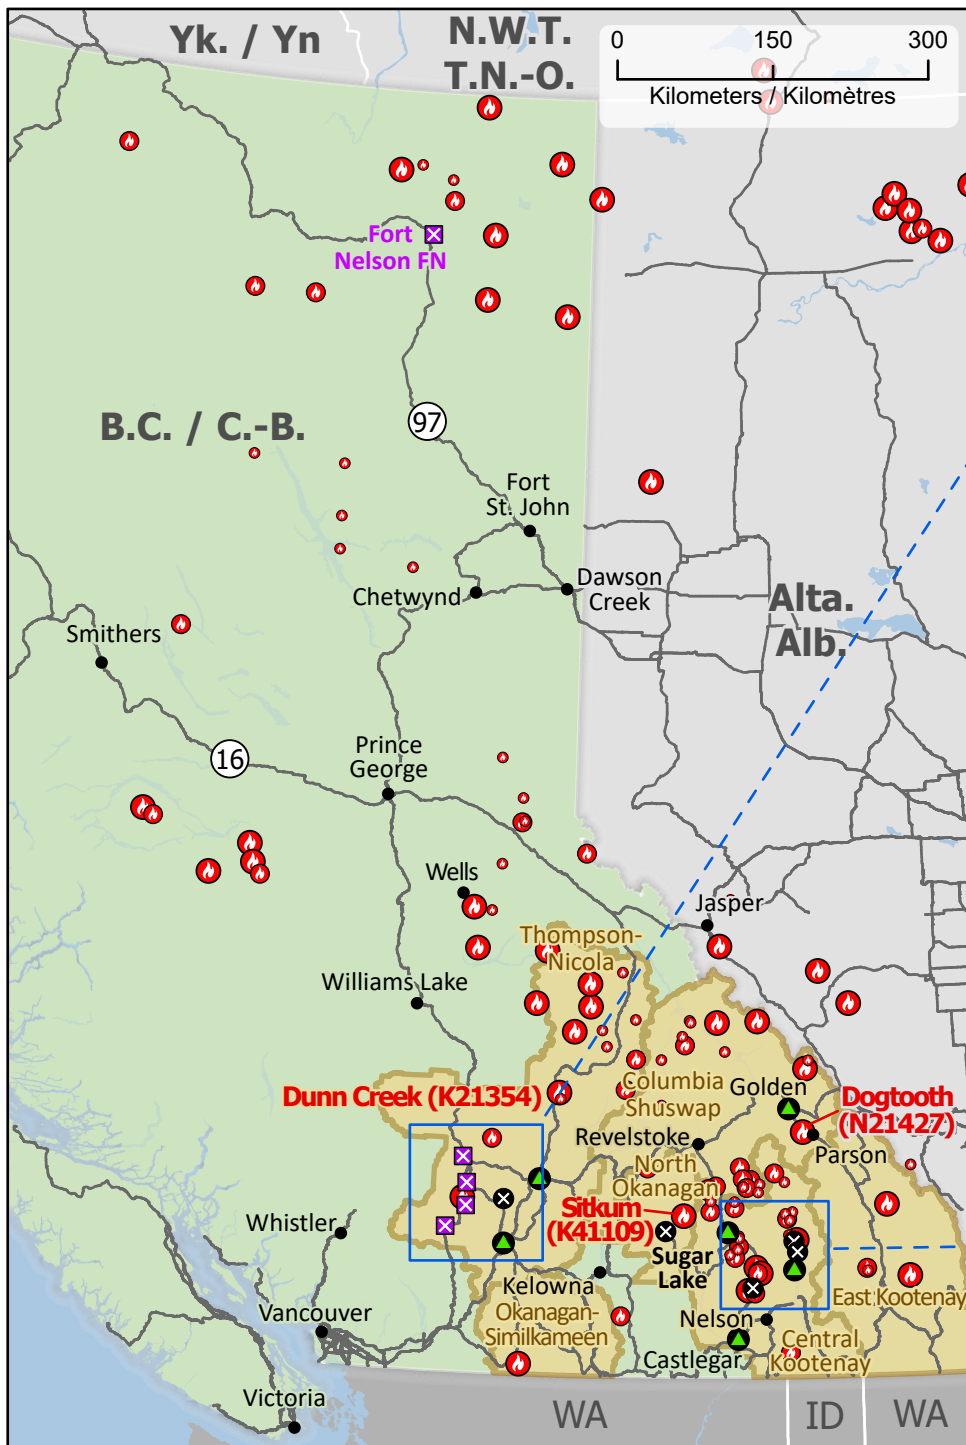 Yk. / Yn
N.W.T.
T.N.-O.
0 150 300
Kilometers / Kilomètres
Fort
Nelson FN
B.C. / C.-B.
97
Fort
St. John
Dawson
Creek
Chetwynd
Alta.
Alb.
Smithers
16
Prince
George
Wells
Jasper
Thompson-
Nicola
Williams Lake
Columbia
Shuswap
Golden
Dunn Creek (K21354)
Dogtooth
(N21427)
Revelstoke
Parson
North
Okanagan
Sitkum
(K41109)
Sugar
Lake
Whistler
Kelowna
East Kootenay
Okanagan-
Similkameen
Vancouver
Nelson
Central
Kootenay
Castlegar
Victoria
WA
ID
WA